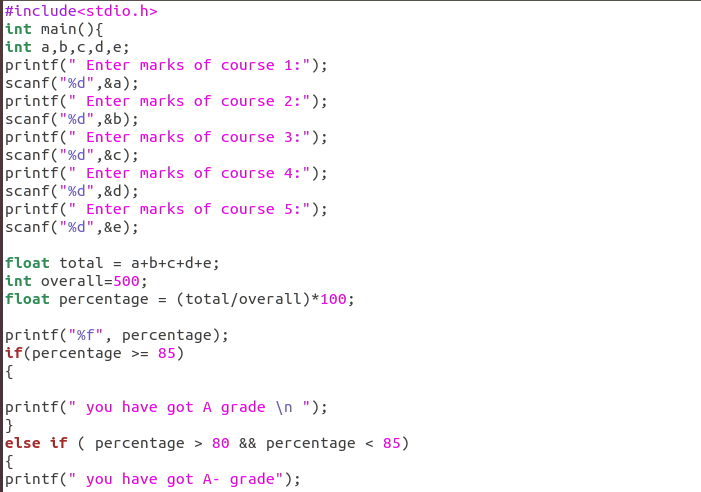 #include<stdio.h>
int main(){
int a,b,c,d,e;
printf(" Enter marks of course 1:");
scanf("%d",&a);
printf(" Enter marks of course 2:");
scanf("%d",&b);
printf(" Enter marks of course 3:");
scanf("%d",&c);
printf(" Enter marks of course 4:");
scanf("%d",&d);
printf(" Enter marks of course 5:");
scanf("%d",&e);
float total = a+b+c+d+e;
int overall=500;
float percentage = (total/overall)*100;
printf("%f", percentage);
if(percentage >= 85)
{
printf(" you have got A grade \n ");
}
else if ( percentage > 80 && percentage < 85)
{
printf(" you have got A- grade");